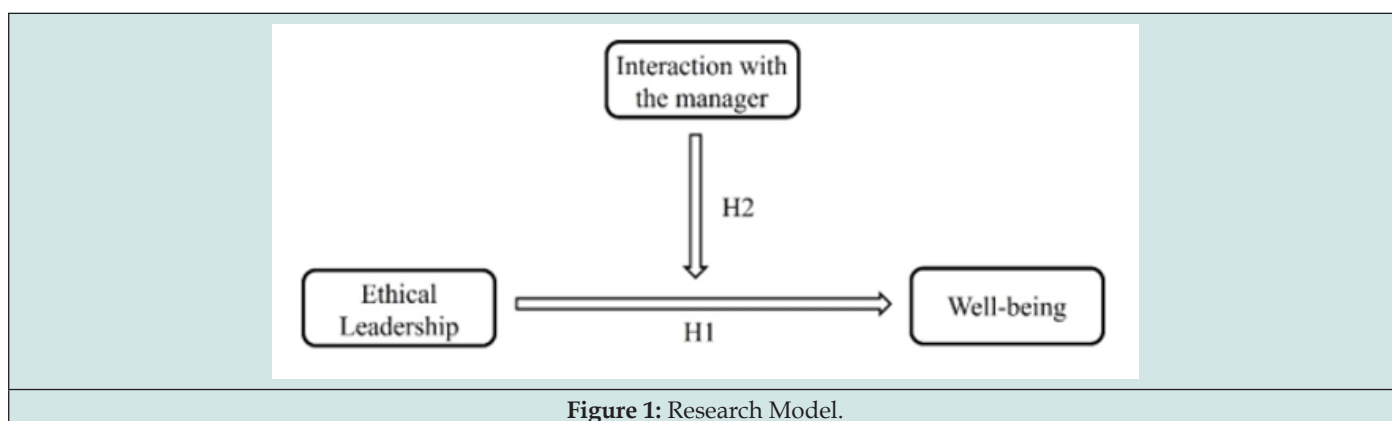 Interaction with
the manager
H2
Ethical
Leadership
H1
Well-being
Figure 1: Research Model.